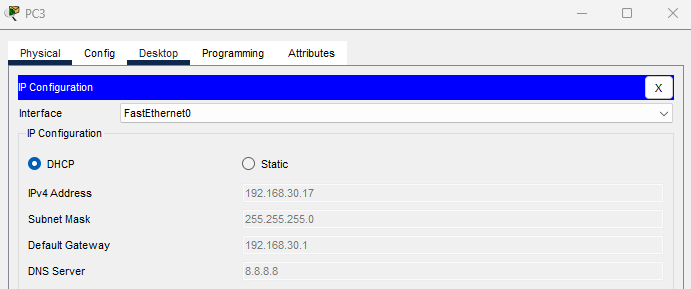 PC3
Physical Config Desktop Programming Attributes
IP Configuration X
Interface FastEthernet0
IP Configuration
DHCP Static
IPv4 Address 192.168.30.17
Subnet Mask 255.255.255.0
Default Gateway 192.168.30.1
DNS Server 8.8.8.8